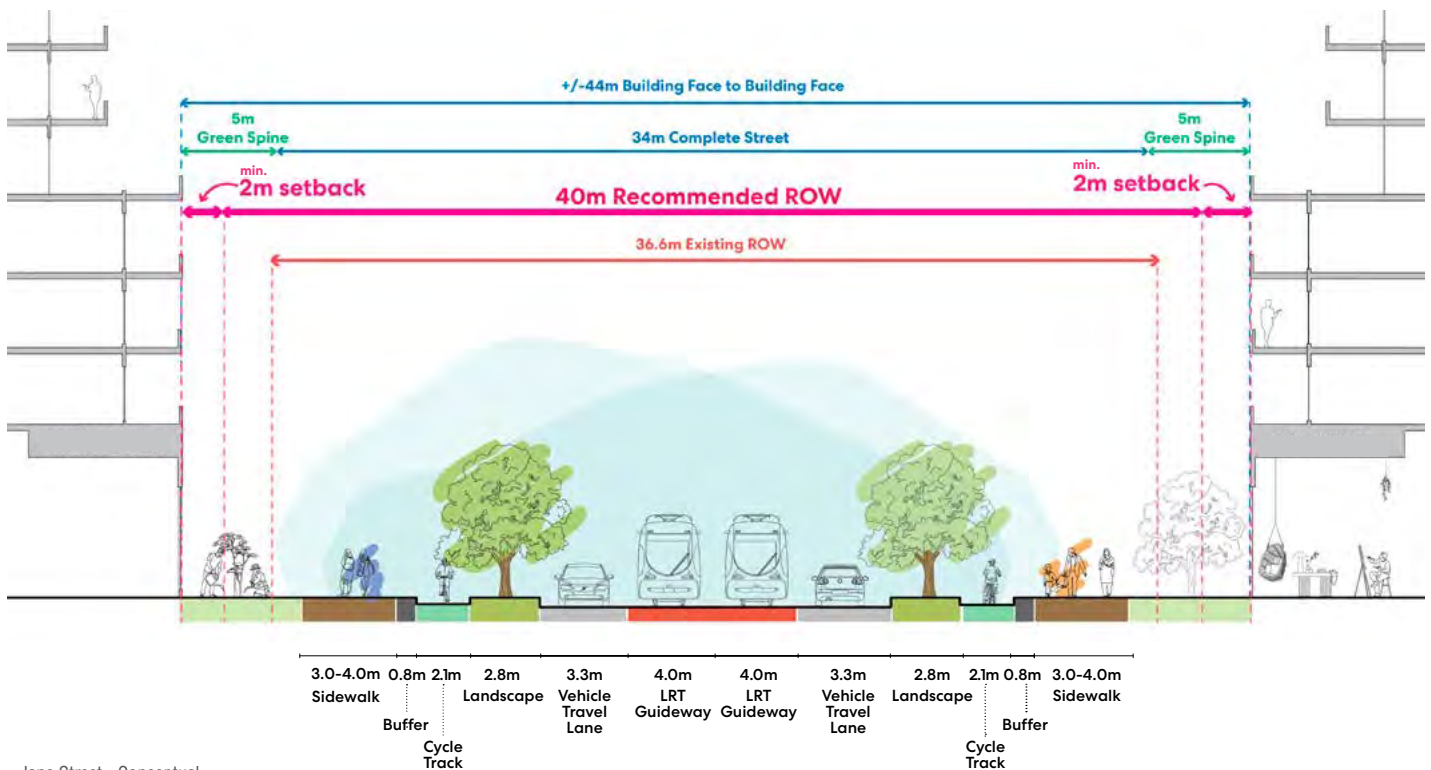 +/-44m Building Face to Building Face
5m
Green Spine
34m Complete Street
5m
Green Spine
min.
2m setback
40m Recommended ROW
min.
2m setback
36.6m Existing ROW
3.0-4.0m
Sidewalk
0.8m
Buffer
2.1m
Cycle
Track
2.8m
Landscape
3.3m
Vehicle
Travel
Lane
4.0m
LRT
Guideway
4.0m
LRT
Guideway
3.3m
Vehicle
Travel
Lane
2.8m
Landscape
2.1m
Cycle
Track
0.8m
Buffer
3.0-4.0m
Sidewalk